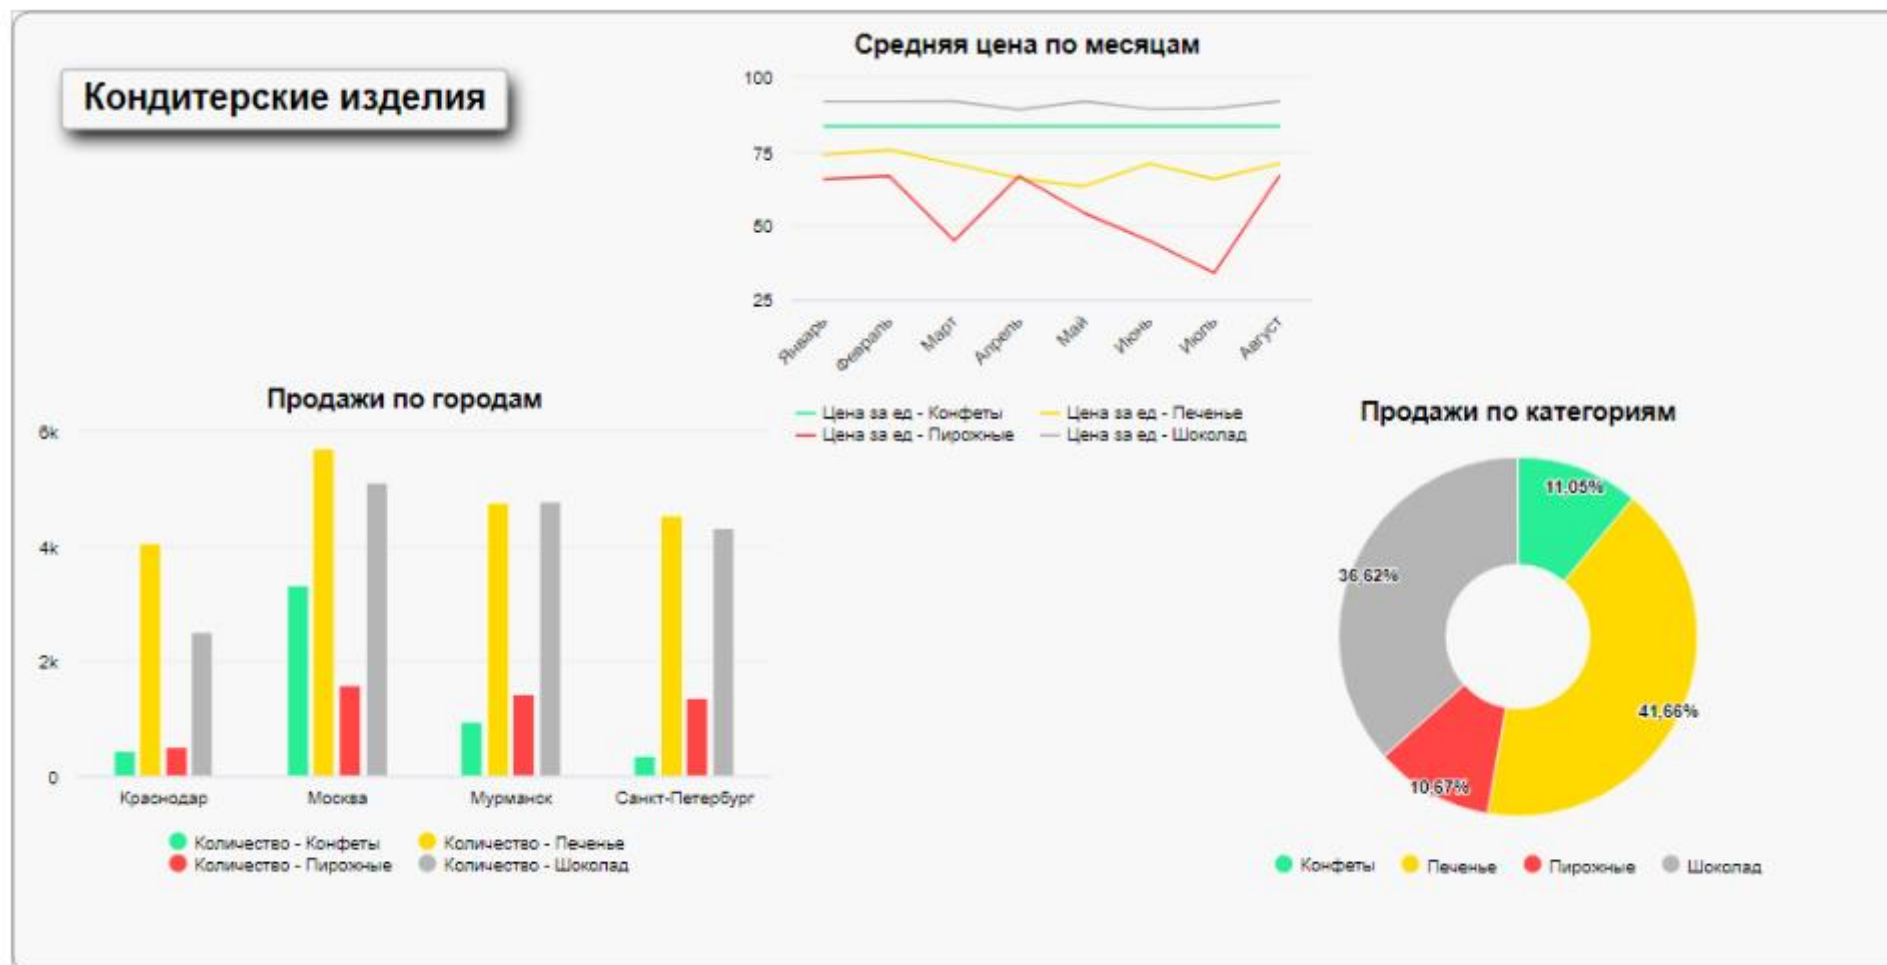 Кондитерские изделия
Средняя цена по месяцам
100
75
50
25
Январь
Февраль
Март
Апрель
Май
Июнь
Июль
Август
Цена за ед - Конфеты
Цена за ед - Печенье
Цена за ед - Пирожные
Цена за ед - Шоколад
Продажи по городам
6k
4k
2k
0
Краснодар
Москва
Мурманск
Санкт-Петербург
Количество - Конфеты
Количество - Печенье
Количество - Пирожные
Количество - Шоколад
Продажи по категориям
11,05%
36,62%
41,66%
10,67%
Конфеты
Печенье
Пирожные
Шоколад